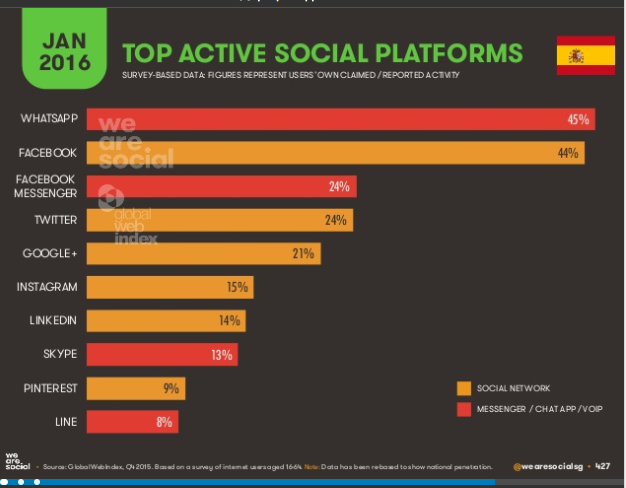 JAN
2016
TOP ACTIVE SOCIAL PLATFORMS
SURVEY-BASED DATA: FIGURES REPRESENT USERS' OWN CLAIMED / REPORTED ACTIVITY
WHATSAPP 45%
FACEBOOK 44%
FACEBOOK
MESSENGER 24%
TWITTER 24%
GOOGLE+ 21%
INSTAGRAM 15%
LINKEDIN 14%
SKYPE 13%
PINTEREST 9%
LINE 8%
we
are
social
global
web
index
SOCIAL NETWORK
MESSENGER / CHAT APP / VOIP
we
are
social
• Source: GlobalWebIndex, Q4 2015. Based on a survey of internet users aged 16-64. Note: Data has been rebased to show national penetration.
@wearesocialsg • 427